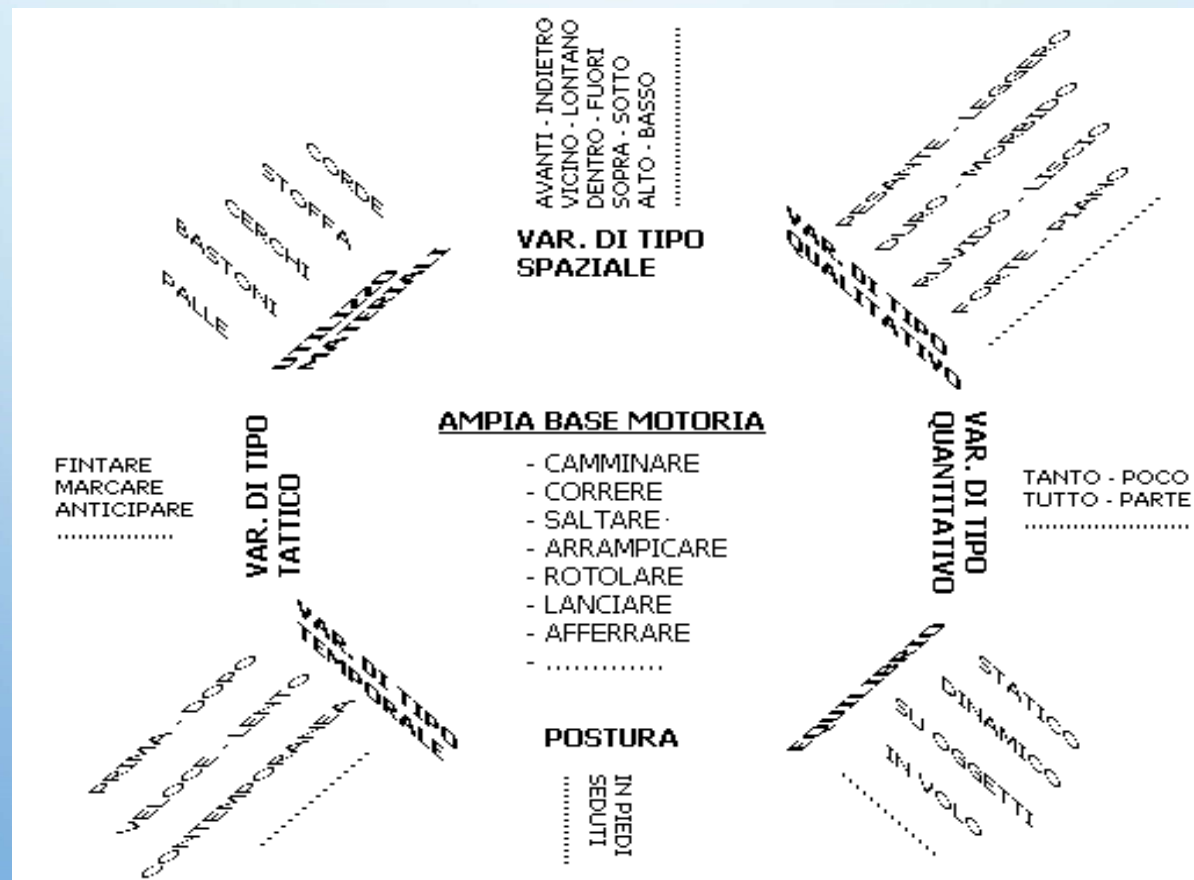 AVANTI - INDIETRO
VICINO - LONTANO
DENTRO - FUORI
SOPRA - SOTTO
ALTO - BASSO
................
VAR. DI TIPO
SPAZIALE
PESANTE - LEGGERO
DURO - MORBIDO
RUVIDO - LISCIO
FORTE - PIANO
................
VAR. DI TIPO
QUALITATIVO
VAR. DI TIPO
QUANTITATIVO
TANTO - POCO
TUTTO - PARTE
................
EQUILIBRIO
STATICO
DINAMICO
SU OGGETTI
IN VOLO
................
POSTURA
IN PIEDI
SEDUTI
................
VAR. DI TIPO
TEMPORALE
PRIMA - DOPO
VELOCE - LENTO
CONTEMPORANEA
................
VAR. DI TIPO
TATTICO
FINTARE
MARCARE
ANTICIPARE
................
UTILIZZO
MATERIALI
CORDE
STOFFA
CERCHI
BASTONI
PALLE
AMPIA BASE MOTORIA
- CAMMINARE
- CORRERE
- SALTARE
- ARRAMPICARE
- ROTOLARE
- LANCIARE
- AFFERRARE
- .............